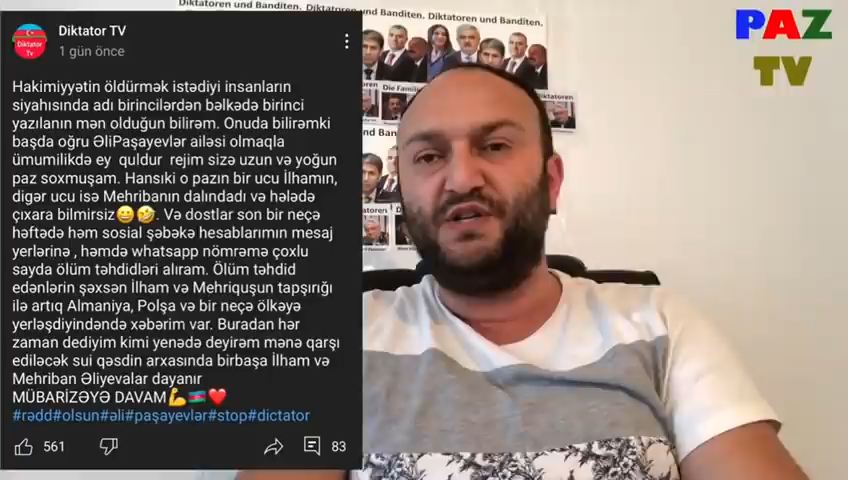 Diktatoren und Banditen. Diktatoren und Banditen. Diktatoren und Banditen.
PAZ
TV
Diktator TV
1 gün öncə
Diktator
Tv
Hakimiyyətin öldürmək istədiyi insanların
siyahısında adı birincilərdən bəlkədə birinci
yazılanın mən olduğun bilirəm. Onuda bilirəmki
başda oğru ƏliPaşayevlər ailəsi olmaqla
ümumilikdə ey quldur rejim sizə uzun və yoğun
paz soxmuşam. Hansıki o pazın bir ucu İlhamın,
digər ucu isə Mehribanın dalındadı və hələdə
çıxara bilmirsiz😀🤣. Və dostlar son bir neçə
həftədə həm sosial şəbəkə hesablarımın mesaj
yerlərinə , həmdə whatsapp nömrəmə çoxlu
sayda ölüm təhdidləri alıram. Ölüm təhdid
edənlərin şəxsən İlham və Mehriquşun tapşırığı
ilə artıq Almaniya, Polşa və bir neçə ölkəyə
yerləşdiyindəndə xəbərim var. Buradan hər
zaman dediyim kimi yenədə deyirəm mənə qarşı
ediləcək sui qəsdin arxasında birbaşa İlham və
Mehriban Əliyevalar dayanır
MÜBARİZƏYƏ DAVAM💪🇦🇿❤️
#rədd#olsun#əli#paşayevlər#stop#dictator
561
83
Die Famili
Diktatoren